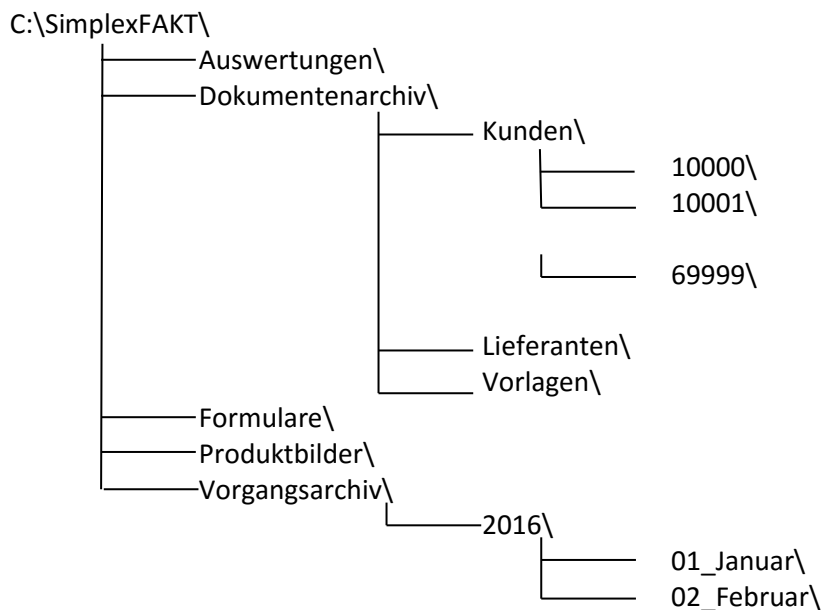 C:\SimplexFAKT\
Auswertungen\
Dokumentenarchiv\
Kunden\
10000\
10001\
69999\
Lieferanten\
Vorlagen\
Formulare\
Produktbilder\
Vorgangsarchiv\
2016\
01_Januar\
02_Februar\